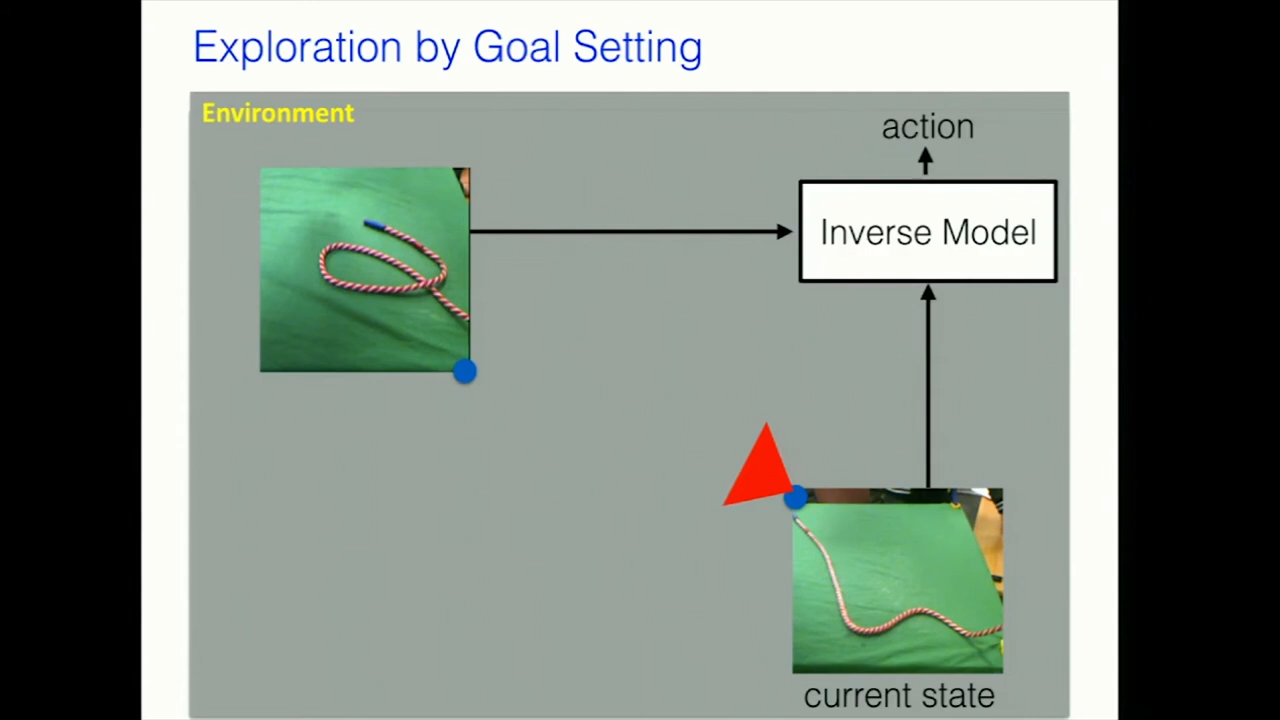 Exploration by Goal Setting
Environment
action
Inverse Model
current state